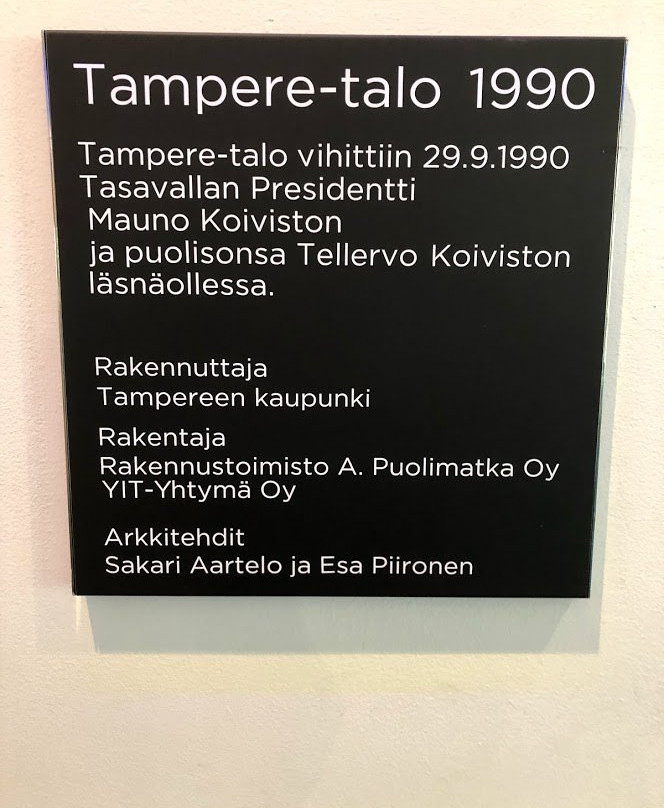 Tampere-talo 1990
Tampere-talo vihittiin 29.9.1990
Tasavallan Presidentti
Mauno Koiviston
ja puolisonsa Tellervo Koiviston
läsnäollessa.
Rakennuttaja
Tampereen kaupunki
Rakentaja
Rakennustoimisto A. Puolimatka Oy
YIT-Yhtymä Oy
Arkkitehdit
Sakari Aartelo ja Esa Piironen